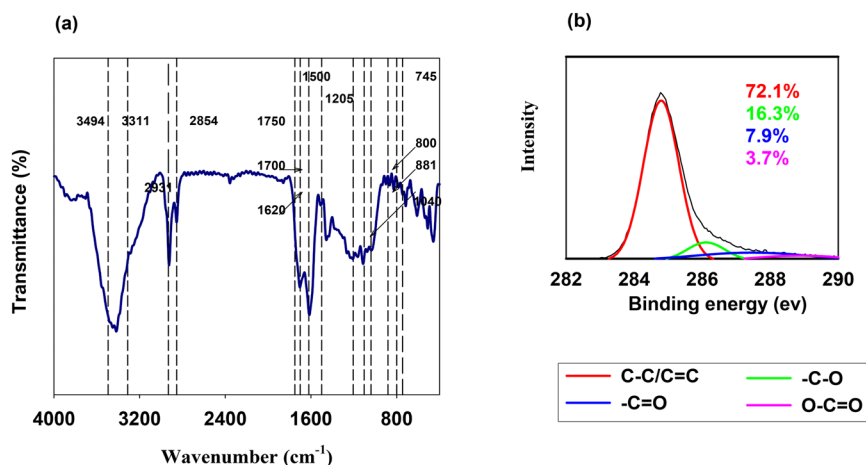 (a)
(b)
Transmittance (%)
3494
3311
2931
2854
1750
1700
1620
1500
1205
745
800
881
1040
4000
3200
2400
1600
800
Wavenumber (cm⁻¹)
Intensity
72.1%
16.3%
7.9%
3.7%
282
284
286
288
290
Binding energy (ev)
C-C/C=C
-C-O
-C=O
O-C=O